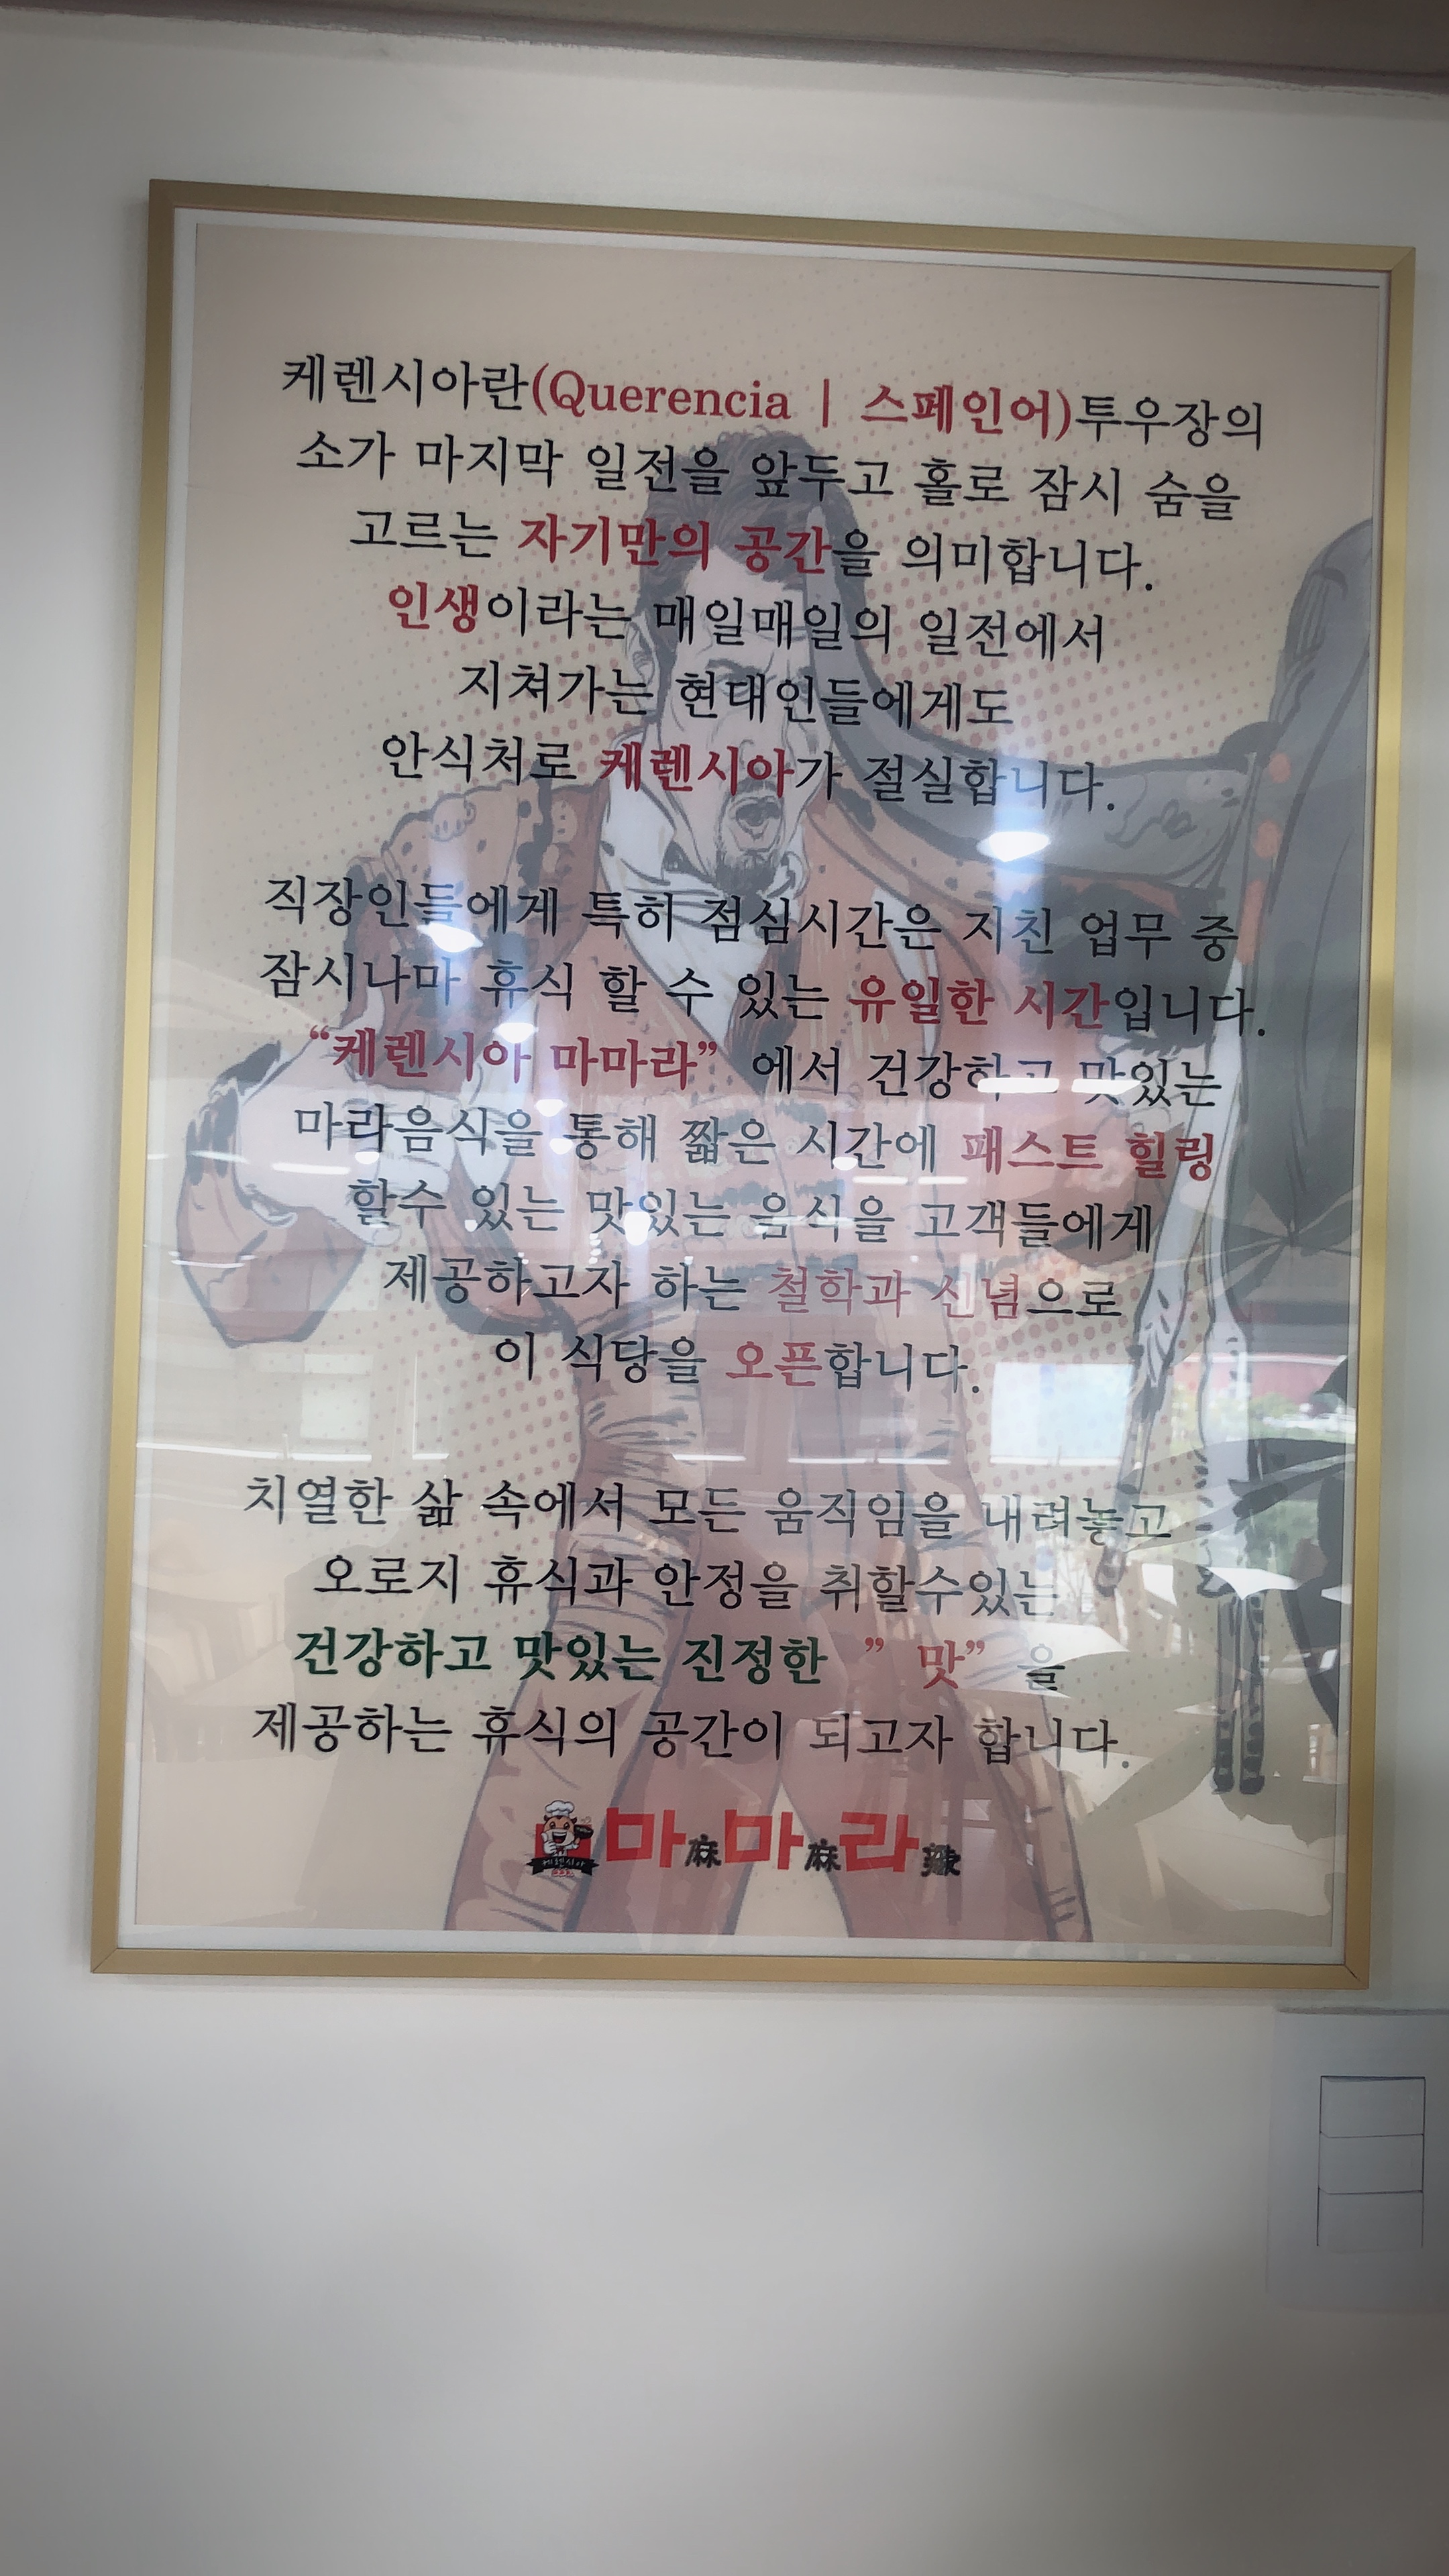 케렌시아란(Querencia | 스페인어)투우장의
소가 마지막 일전을 앞두고 홀로 잠시 숨을
고르는 자기만의 공간을 의미합니다.
인생이라는 매일매일의 일전에서
지쳐가는 현대인들에게도
안식처로 케렌시아가 절실합니다.
직장인들에게 특히 점심시간은 지친 업무 중
잠시나마 휴식 할 수 있는 유일한 시간입니다.
“케렌시아 마마라” 에서 건강하고 맛있는
마라음식을 통해 짧은 시간에 패스트 힐링
할수 있는 맛있는 음식을 고객들에게
제공하고자 하는 철학과 신념으로
이 식당을 오픈합니다.
치열한 삶 속에서 모든 움직임을 내려놓고
오로지 휴식과 안정을 취할수있는
건강하고 맛있는 진정한 ” 맛” 을
제공하는 휴식의 공간이 되고자 합니다.
케렌시아 마麻마麻라辣